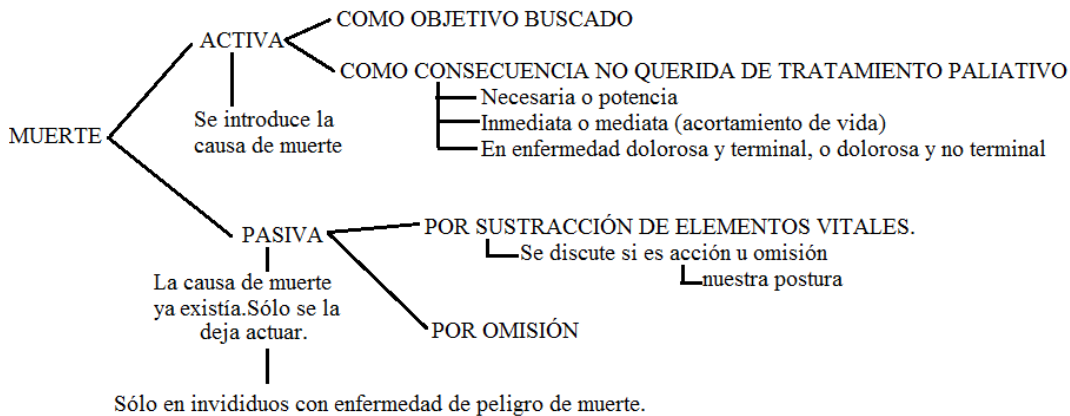 MUERTE
ACTIVA
Se introduce la
causa de muerte
COMO OBJETIVO BUSCADO
COMO CONSECUENCIA NO QUERIDA DE TRATAMIENTO PALIATIVO
Necesaria o potencia
Inmediata o mediata (acortamiento de vida)
En enfermedad dolorosa y terminal, o dolorosa y no terminal
PASIVA
La causa de muerte
ya existía.Sólo se la
deja actuar.
Sólo en invididuos con enfermedad de peligro de muerte.
POR SUSTRACCIÓN DE ELEMENTOS VITALES.
Se discute si es acción u omisión
nuestra postura
POR OMISIÓN